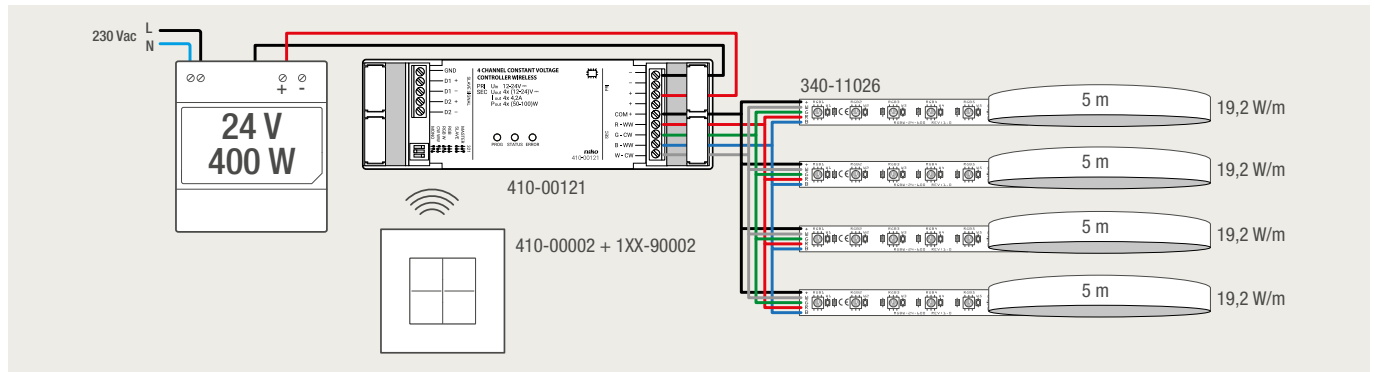 230 Vac L
N
24 V
400 W
GND
D1 +
D1 -
D2 +
D2 -
4 CHANNEL CONSTANT VOLTAGE
CONTROLLER WIRELESS
PRI Uin 12-24V
SEC Uout 4x (12-24)V
I out 4x 4,2A
Pout 4x (50-100)W
PROG STATUS ERROR
niko
410-00121
-
-
+
+
COM +
R - WW
G - CW
B - WW
W - CW
410-00121
410-00002 + 1XX-90002
340-11026
5 m
19,2 W/m
5 m
19,2 W/m
5 m
19,2 W/m
5 m
19,2 W/m